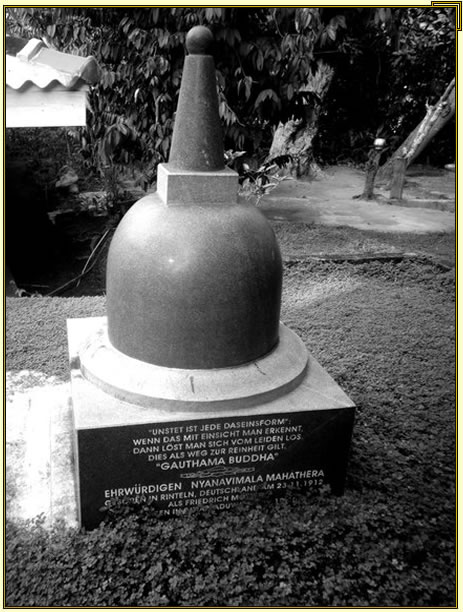 "UNSTET IST JEDE DASEINSFORM":
WENN DAS MIT EINSICHT MAN ERKENNT,
DANN LÖST MAN SICH VOM LEIDEN LOS.
DIES ALS WEG ZUR REINHEIT GILT.
"GAUTHAMA BUDDHA"
EHRWÜRDIGEN NYANAVIMALA MAHATHERA
IN RINTELN, DEUTSCHLAND AM 23.11.1912
ALS FRIEDRICH